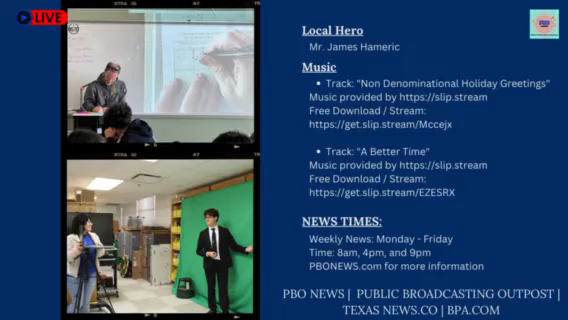 LIVE
Local Hero
Mr. James Hameric
Music
• Track: "Non Denominational Holiday Greetings"
Music provided by https://slip.stream
Free Download / Stream:
https://get.slip.stream/Mccejx
• Track: "A Better Time"
Music provided by https://slip.stream
Free Download / Stream:
https://get.slip.stream/EZESRX
NEWS TIMES:
Weekly News: Monday - Friday
Time: 8am, 4pm, and 9pm
PBONEWS.com for more information
PBO NEWS | PUBLIC BROADCASTING OUTPOST |
TEXAS NEWS.CO | BPA.COM